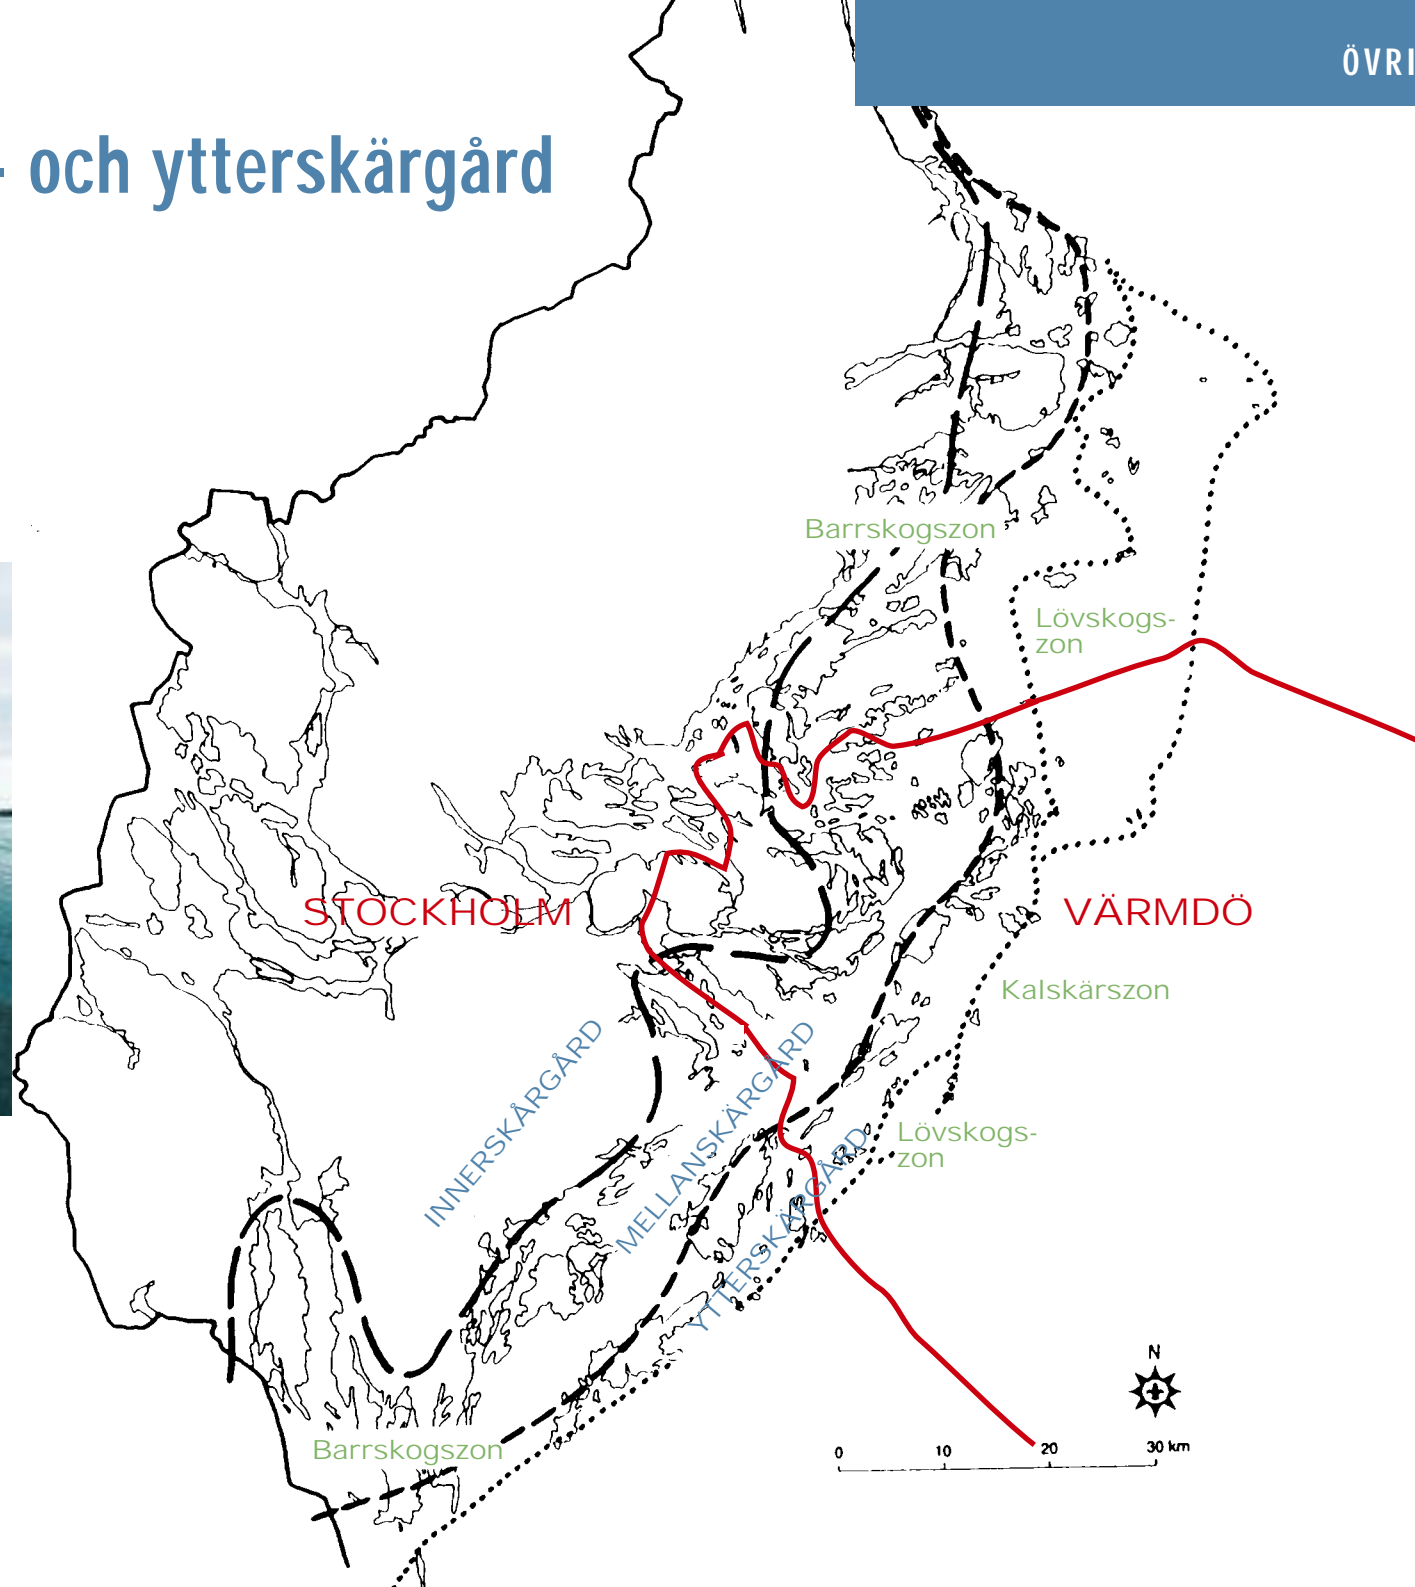 ÖVRI
- och ytterskärgård
Barrskogszon
Lövskogs-
zon
STOCKHOLM
VÄRMDÖ
Kalskärszon
INNERSKÅRGÅRD
MELLANSKÄRGÅRD
YTTERSKÄRGÅRD
Lövskogs-
zon
N
0 10 20 30 km
Barrskogszon